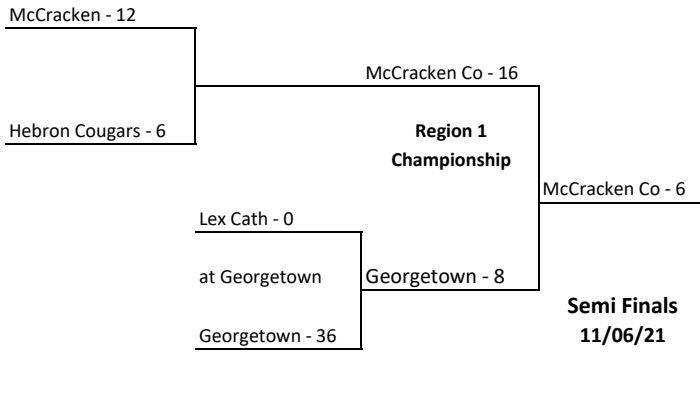 McCracken - 12
McCracken Co - 16
Hebron Cougars - 6
Region 1
Championship
McCracken Co - 6
Lex Cath - 0
at Georgetown
Georgetown - 8
Semi Finals
11/06/21
Georgetown - 36